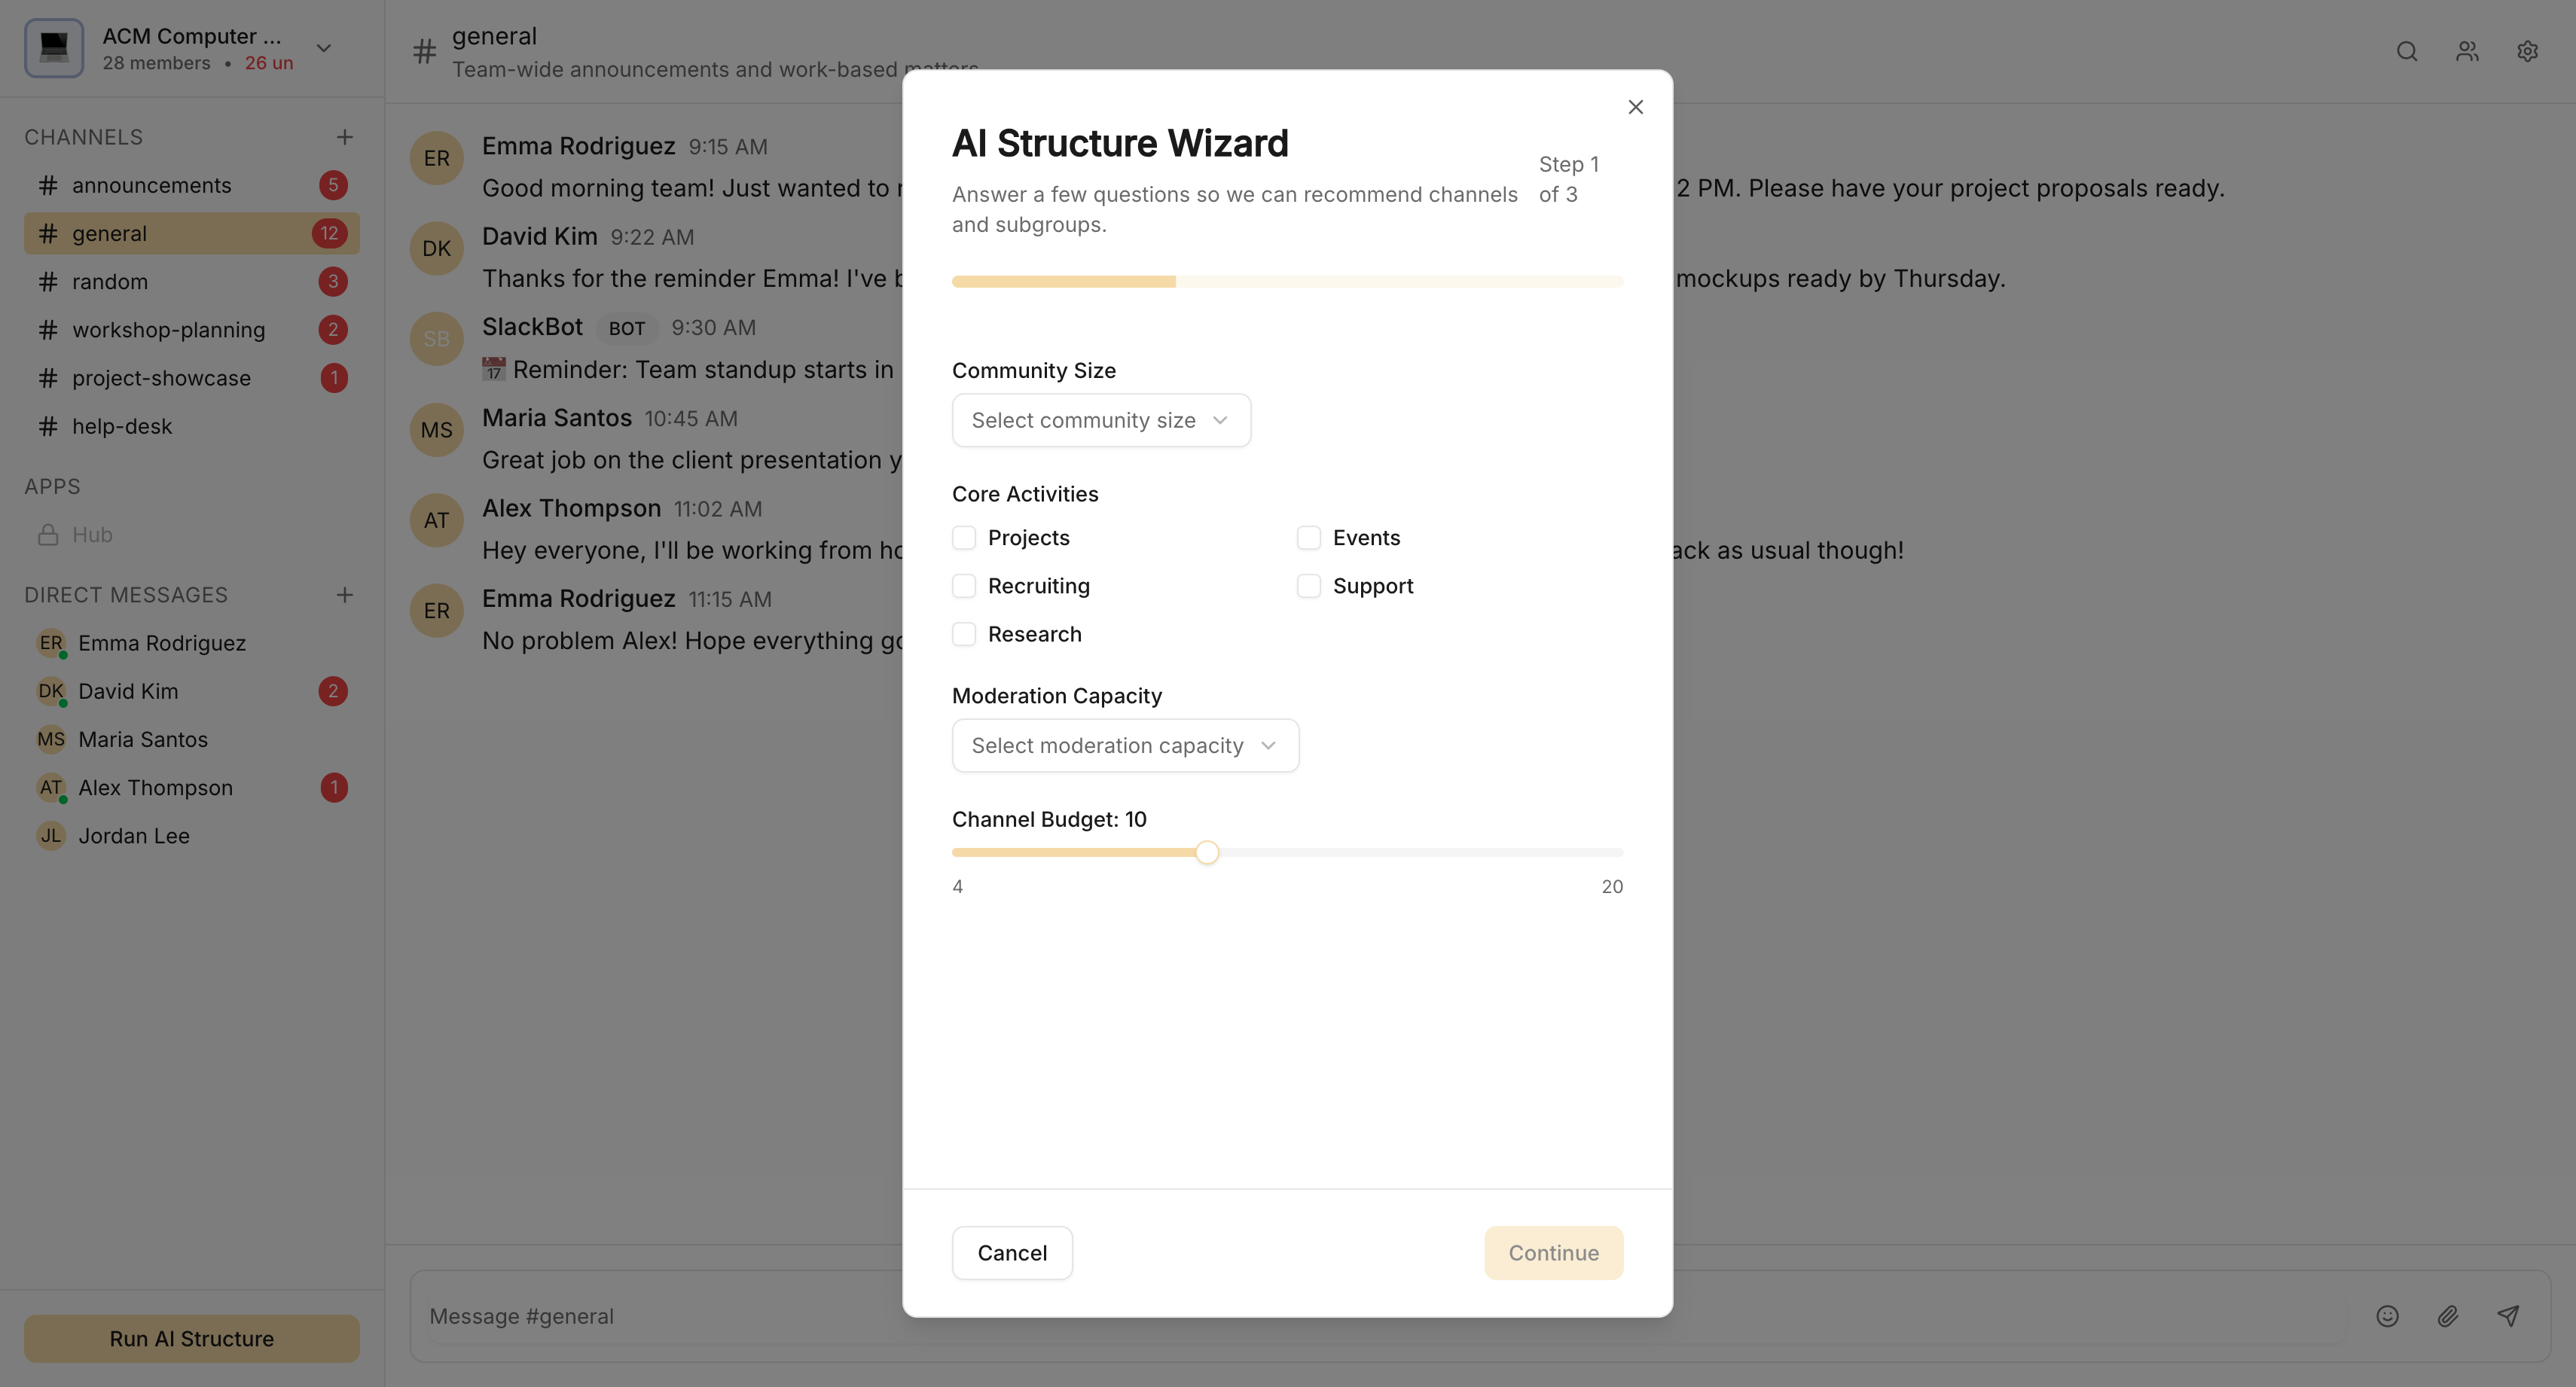 ACM Computer ...
28 members • 26 un
CHANNELS
# announcements 5
# general 12
# random 3
# workshop-planning 2
# project-showcase 1
# help-desk
APPS
Hub
DIRECT MESSAGES
ER Emma Rodriguez
DK David Kim 2
MS Maria Santos
AT Alex Thompson 1
JL Jordan Lee
Run AI Structure
# general
Team-wide announcements and work-based matters
ER Emma Rodriguez 9:15 AM
Good morning team! Just wanted to
2 PM. Please have your project proposals ready.
DK David Kim 9:22 AM
Thanks for the reminder Emma! I've
mockups ready by Thursday.
SB SlackBot BOT 9:30 AM
17 Reminder: Team standup starts in
MS Maria Santos 10:45 AM
Great job on the client presentation
AT Alex Thompson 11:02 AM
Hey everyone, I'll be working from
as usual though!
ER Emma Rodriguez 11:15 AM
No problem Alex! Hope everything
Message #general
AI Structure Wizard
Answer a few questions so we can recommend channels
and subgroups.
Step 1
of 3
Community Size
Select community size
Core Activities
Projects
Events
Recruiting
Support
Research
Moderation Capacity
Select moderation capacity
Channel Budget: 10
4
20
Cancel
Continue